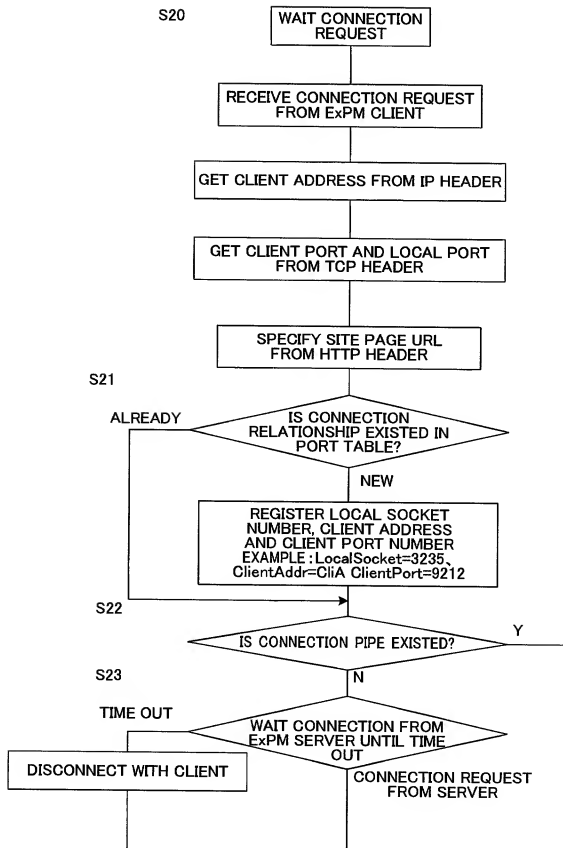 S20
WAIT CONNECTION
REQUEST
RECEIVE CONNECTION REQUEST
FROM ExPM CLIENT
GET CLIENT ADDRESS FROM IP HEADER
GET CLIENT PORT AND LOCAL PORT
FROM TCP HEADER
SPECIFY SITE PAGE URL
FROM HTTP HEADER
S21
ALREADY
IS CONNECTION
RELATIONSHIP EXISTED IN
PORT TABLE?
NEW
REGISTER LOCAL SOCKET
NUMBER, CLIENT ADDRESS
AND CLIENT PORT NUMBER
EXAMPLE:LocalSocket=3235、
ClientAddr=CliA ClientPort=9212
S22
IS CONNECTION PIPE EXISTED?
Y
N
S23
TIME OUT
WAIT CONNECTION FROM
ExPM SERVER UNTIL TIME
OUT
DISCONNECT WITH CLIENT
CONNECTION REQUEST
FROM SERVER